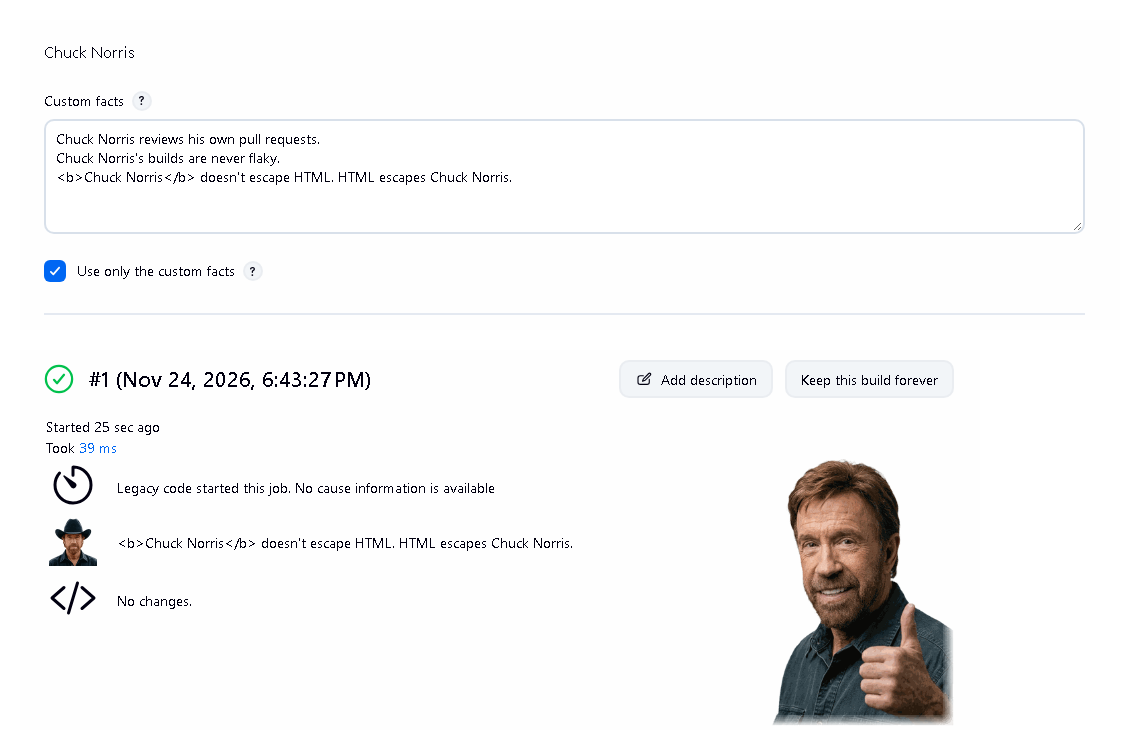 Chuck Norris
Custom facts ?
Chuck Norris reviews his own pull requests.
Chuck Norris's builds are never flaky.
<b>Chuck Norris</b> doesn't escape HTML. HTML escapes Chuck Norris.
Use only the custom facts ?
#1 (Nov 24, 2026, 6:43:27 PM)
Add description
Keep this build forever
Started 25 sec ago
Took 39 ms
Legacy code started this job. No cause information is available
<b>Chuck Norris</b> doesn't escape HTML. HTML escapes Chuck Norris.
No changes.